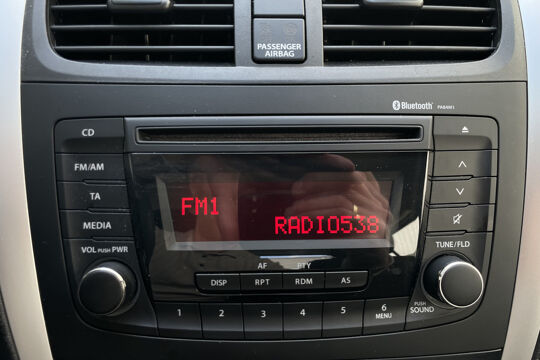 PASSENGER
AIRBAG
Bluetooth PA84M1
CD
FM/AM
TA
MEDIA
VOL PUSH PWR
FM1
RADIO538
AF PTY
DISP RPT RDM AS
1 2 3 4 5 6
MENU
TUNE/FLD
PUSH
SOUND